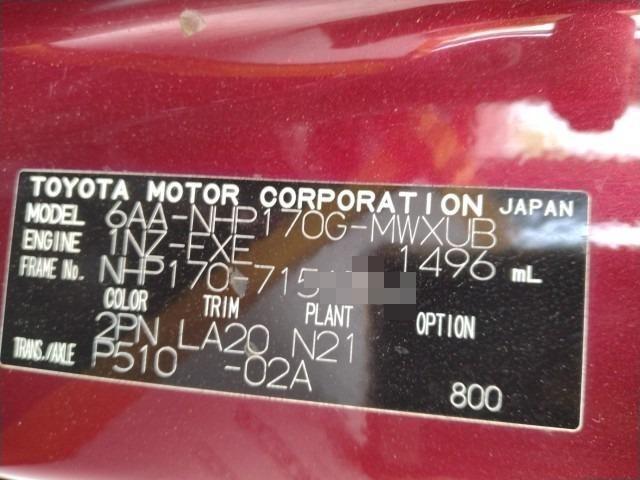 TOYOTA MOTOR CORPORATION JAPAN
MODEL 6AA-NHP170G-MWXUB
ENGINE 1NZ-EXE 1496 mL
FRAME No. NHP170-715
COLOR TRIM PLANT OPTION
2PN LA20 N21
TRANS./AXLE P510 -02A
800